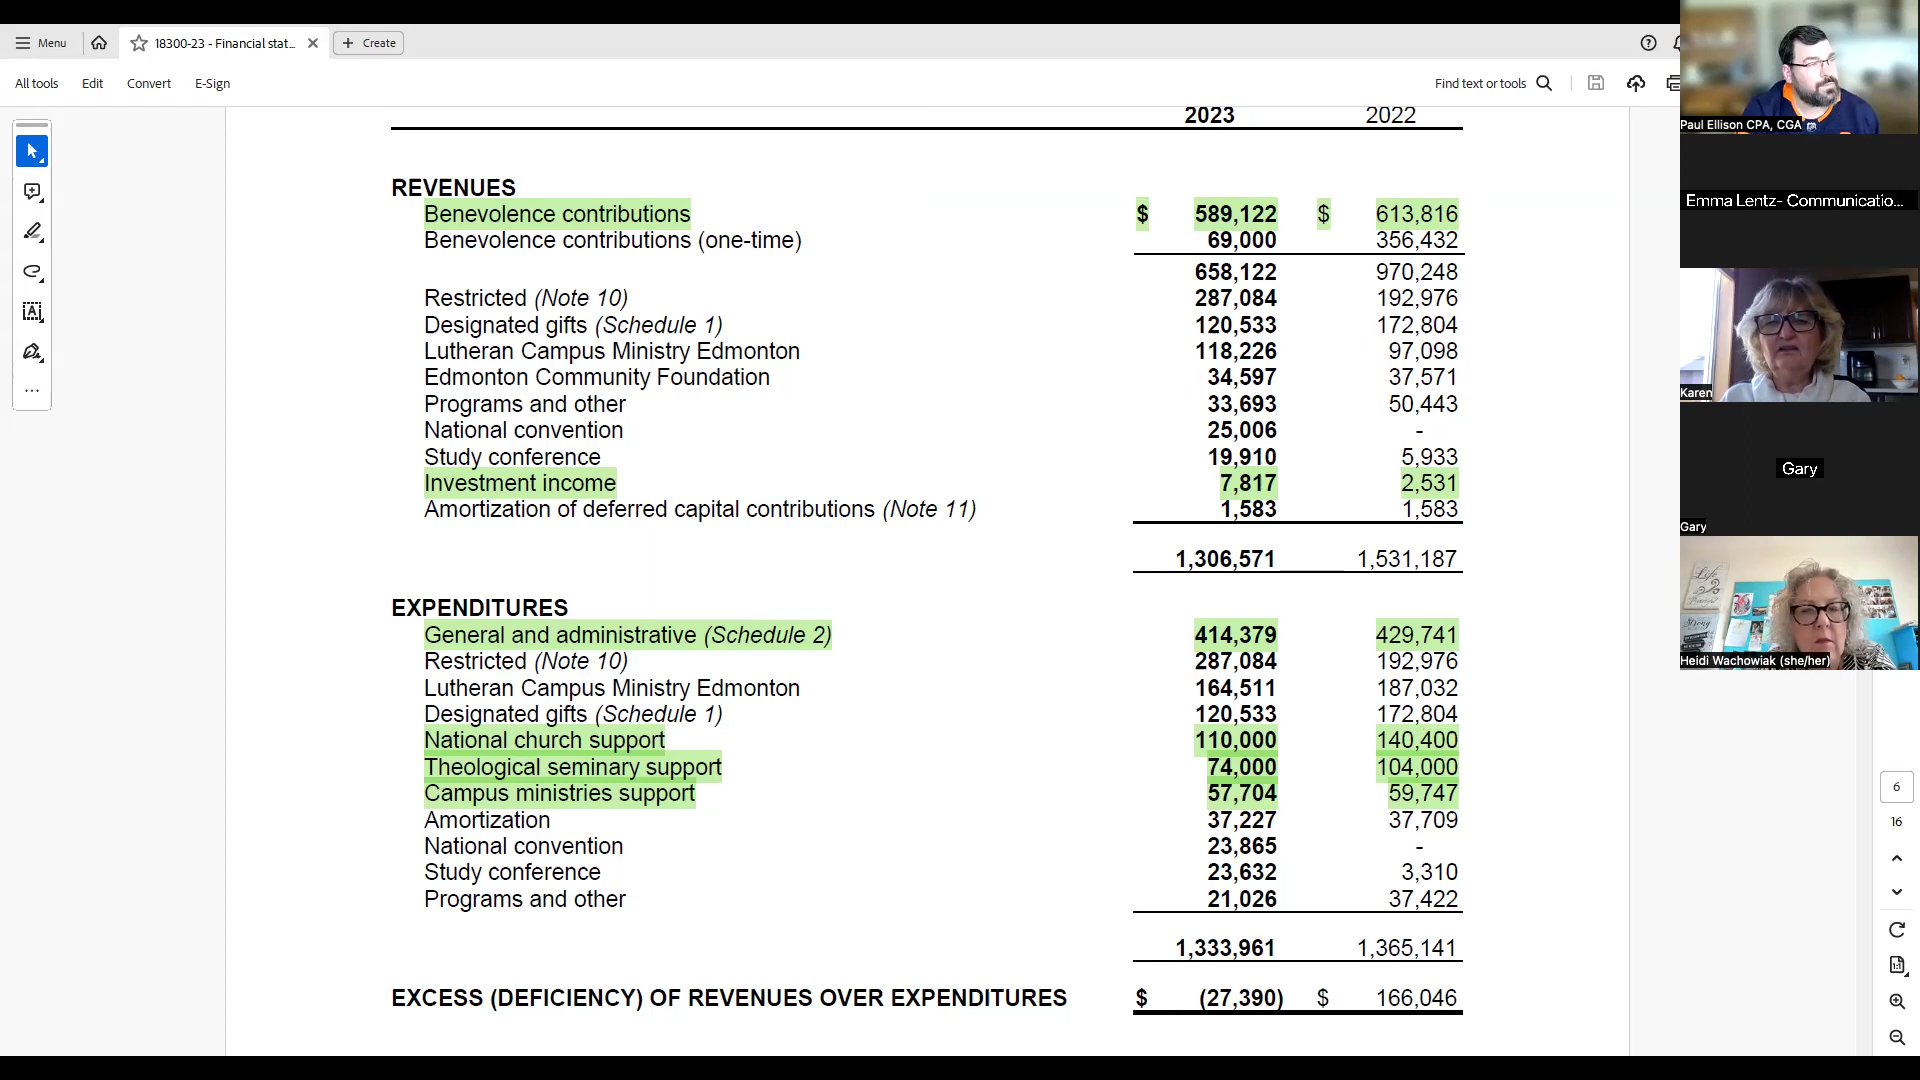 Menu
18300-23 - Financial stat...
Create
All tools
Edit
Convert
E-Sign
Find text or tools
2023 2022
REVENUES
Benevolence contributions $ 589,122 $ 613,816
Benevolence contributions (one-time) 69,000 356,432
658,122 970,248
Restricted (Note 10) 287,084 192,976
Designated gifts (Schedule 1) 120,533 172,804
Lutheran Campus Ministry Edmonton 118,226 97,098
Edmonton Community Foundation 34,597 37,571
Programs and other 33,693 50,443
National convention 25,006 -
Study conference 19,910 5,933
Investment income 7,817 2,531
Amortization of deferred capital contributions (Note 11) 1,583 1,583
1,306,571 1,531,187
EXPENDITURES
General and administrative (Schedule 2) 414,379 429,741
Restricted (Note 10) 287,084 192,976
Lutheran Campus Ministry Edmonton 164,511 187,032
Designated gifts (Schedule 1) 120,533 172,804
National church support 110,000 140,400
Theological seminary support 74,000 104,000
Campus ministries support 57,704 59,747
Amortization 37,227 37,709
National convention 23,865 -
Study conference 23,632 3,310
Programs and other 21,026 37,422
1,333,961 1,365,141
EXCESS (DEFICIENCY) OF REVENUES OVER EXPENDITURES $ (27,390) $ 166,046
Paul Ellison CPA, CGA
Emma Lentz- Communicatio...
Karen
Gary
Gary
Life
Strong
Heidi Wachowiak (she/her)
6
16